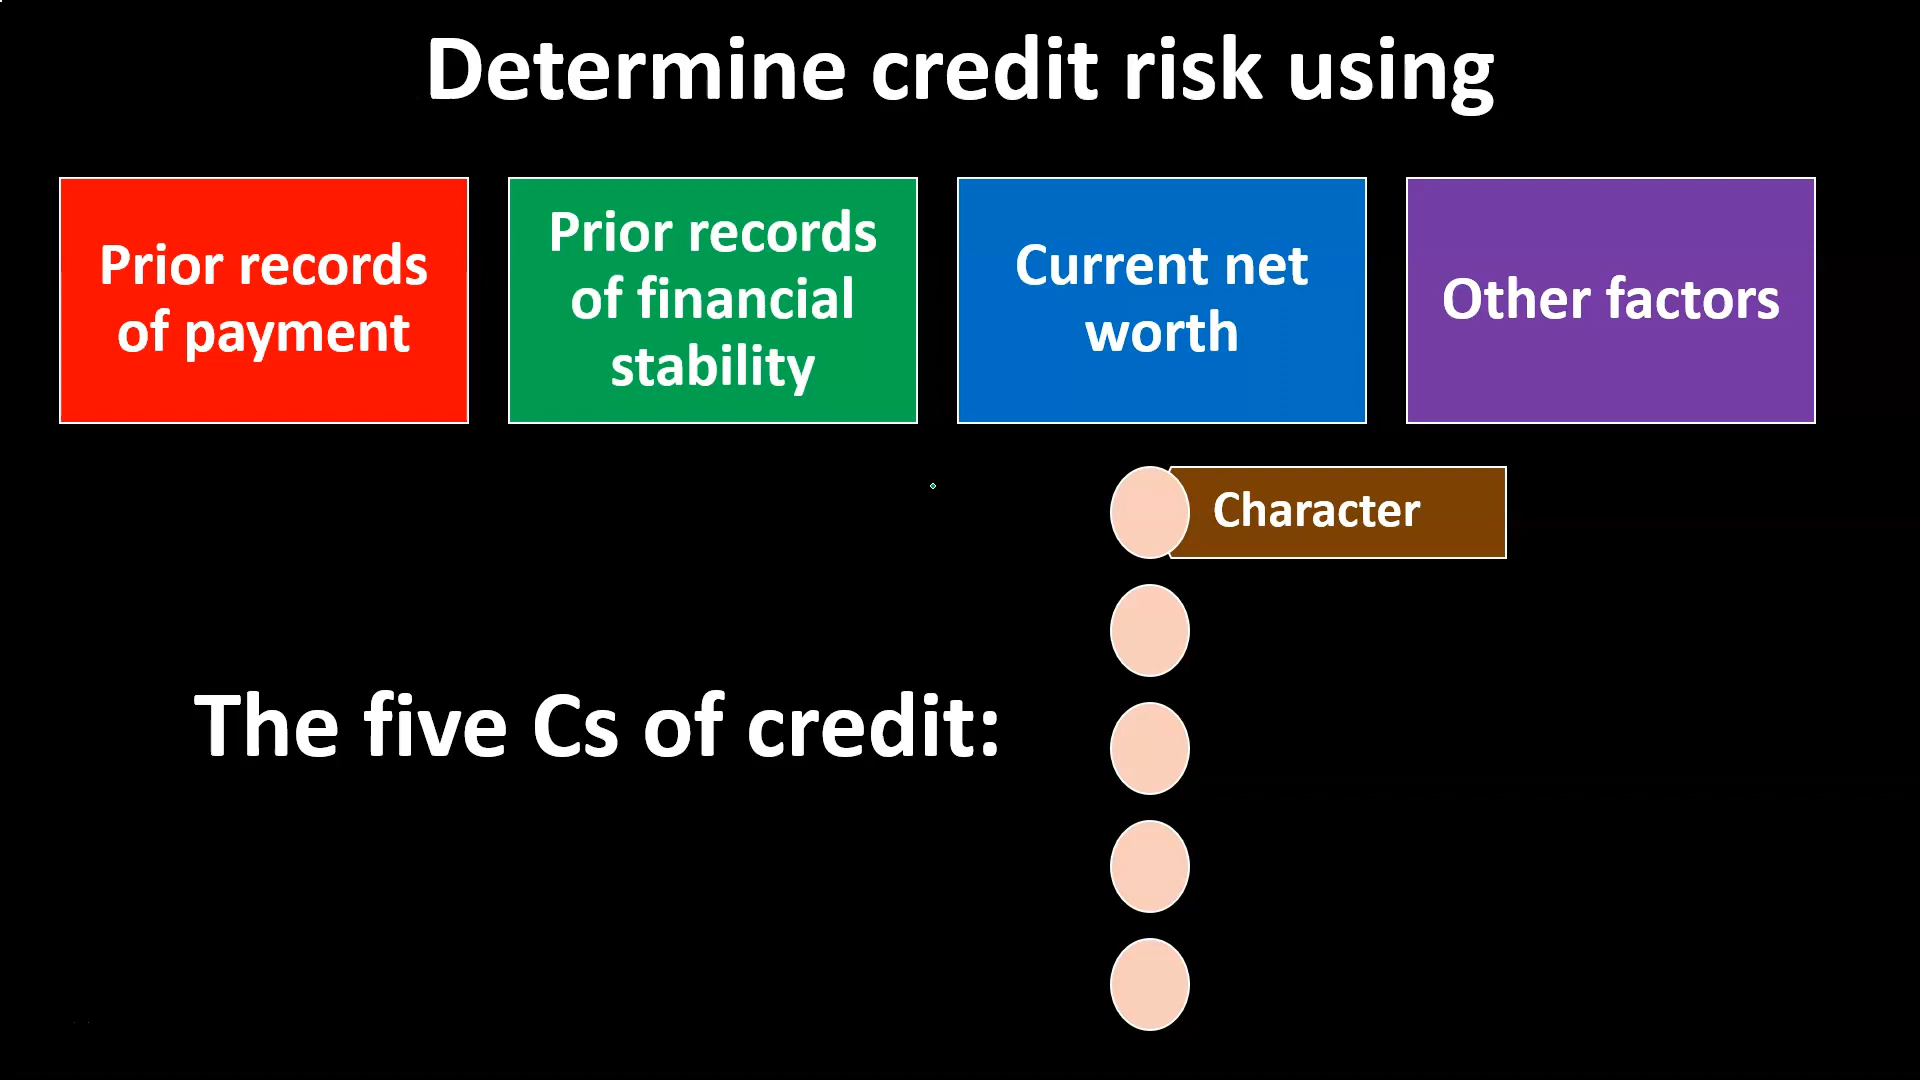 Determine credit risk using
Prior records
of payment
Prior records
of financial
stability
Current net
worth
Other factors
Character
The five Cs of credit: